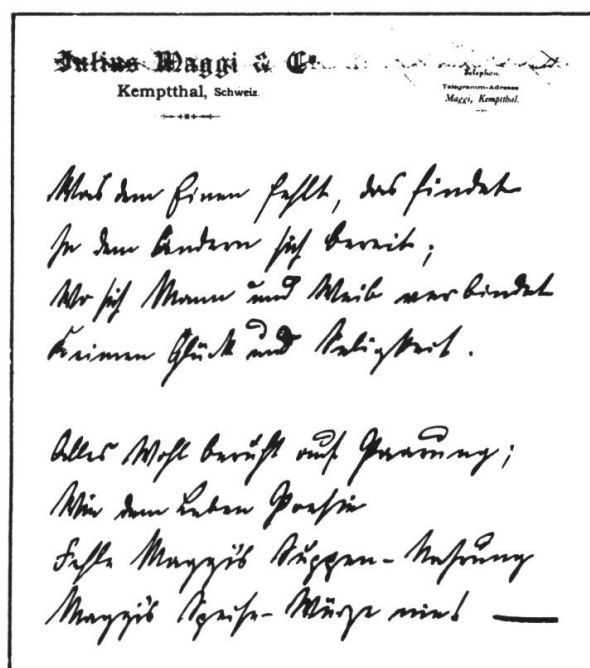 Julius Maggi & Cie
Kemptthal, Schweiz.
Telephon.
Telegramm-Adresse
Maggi, Kemptthal.
Was dem Einen fehlt, das findet
In dem Andern sich bereit;
Wo sich Mann und Weib verbindet
Keimen Glück und Seligkeit.
Alles Wohl beruht auf Paarung;
Wie dem Leben Poesie
Fehle Maggi's Suppen-Nahrung
Maggi's Speise-Würze nie!